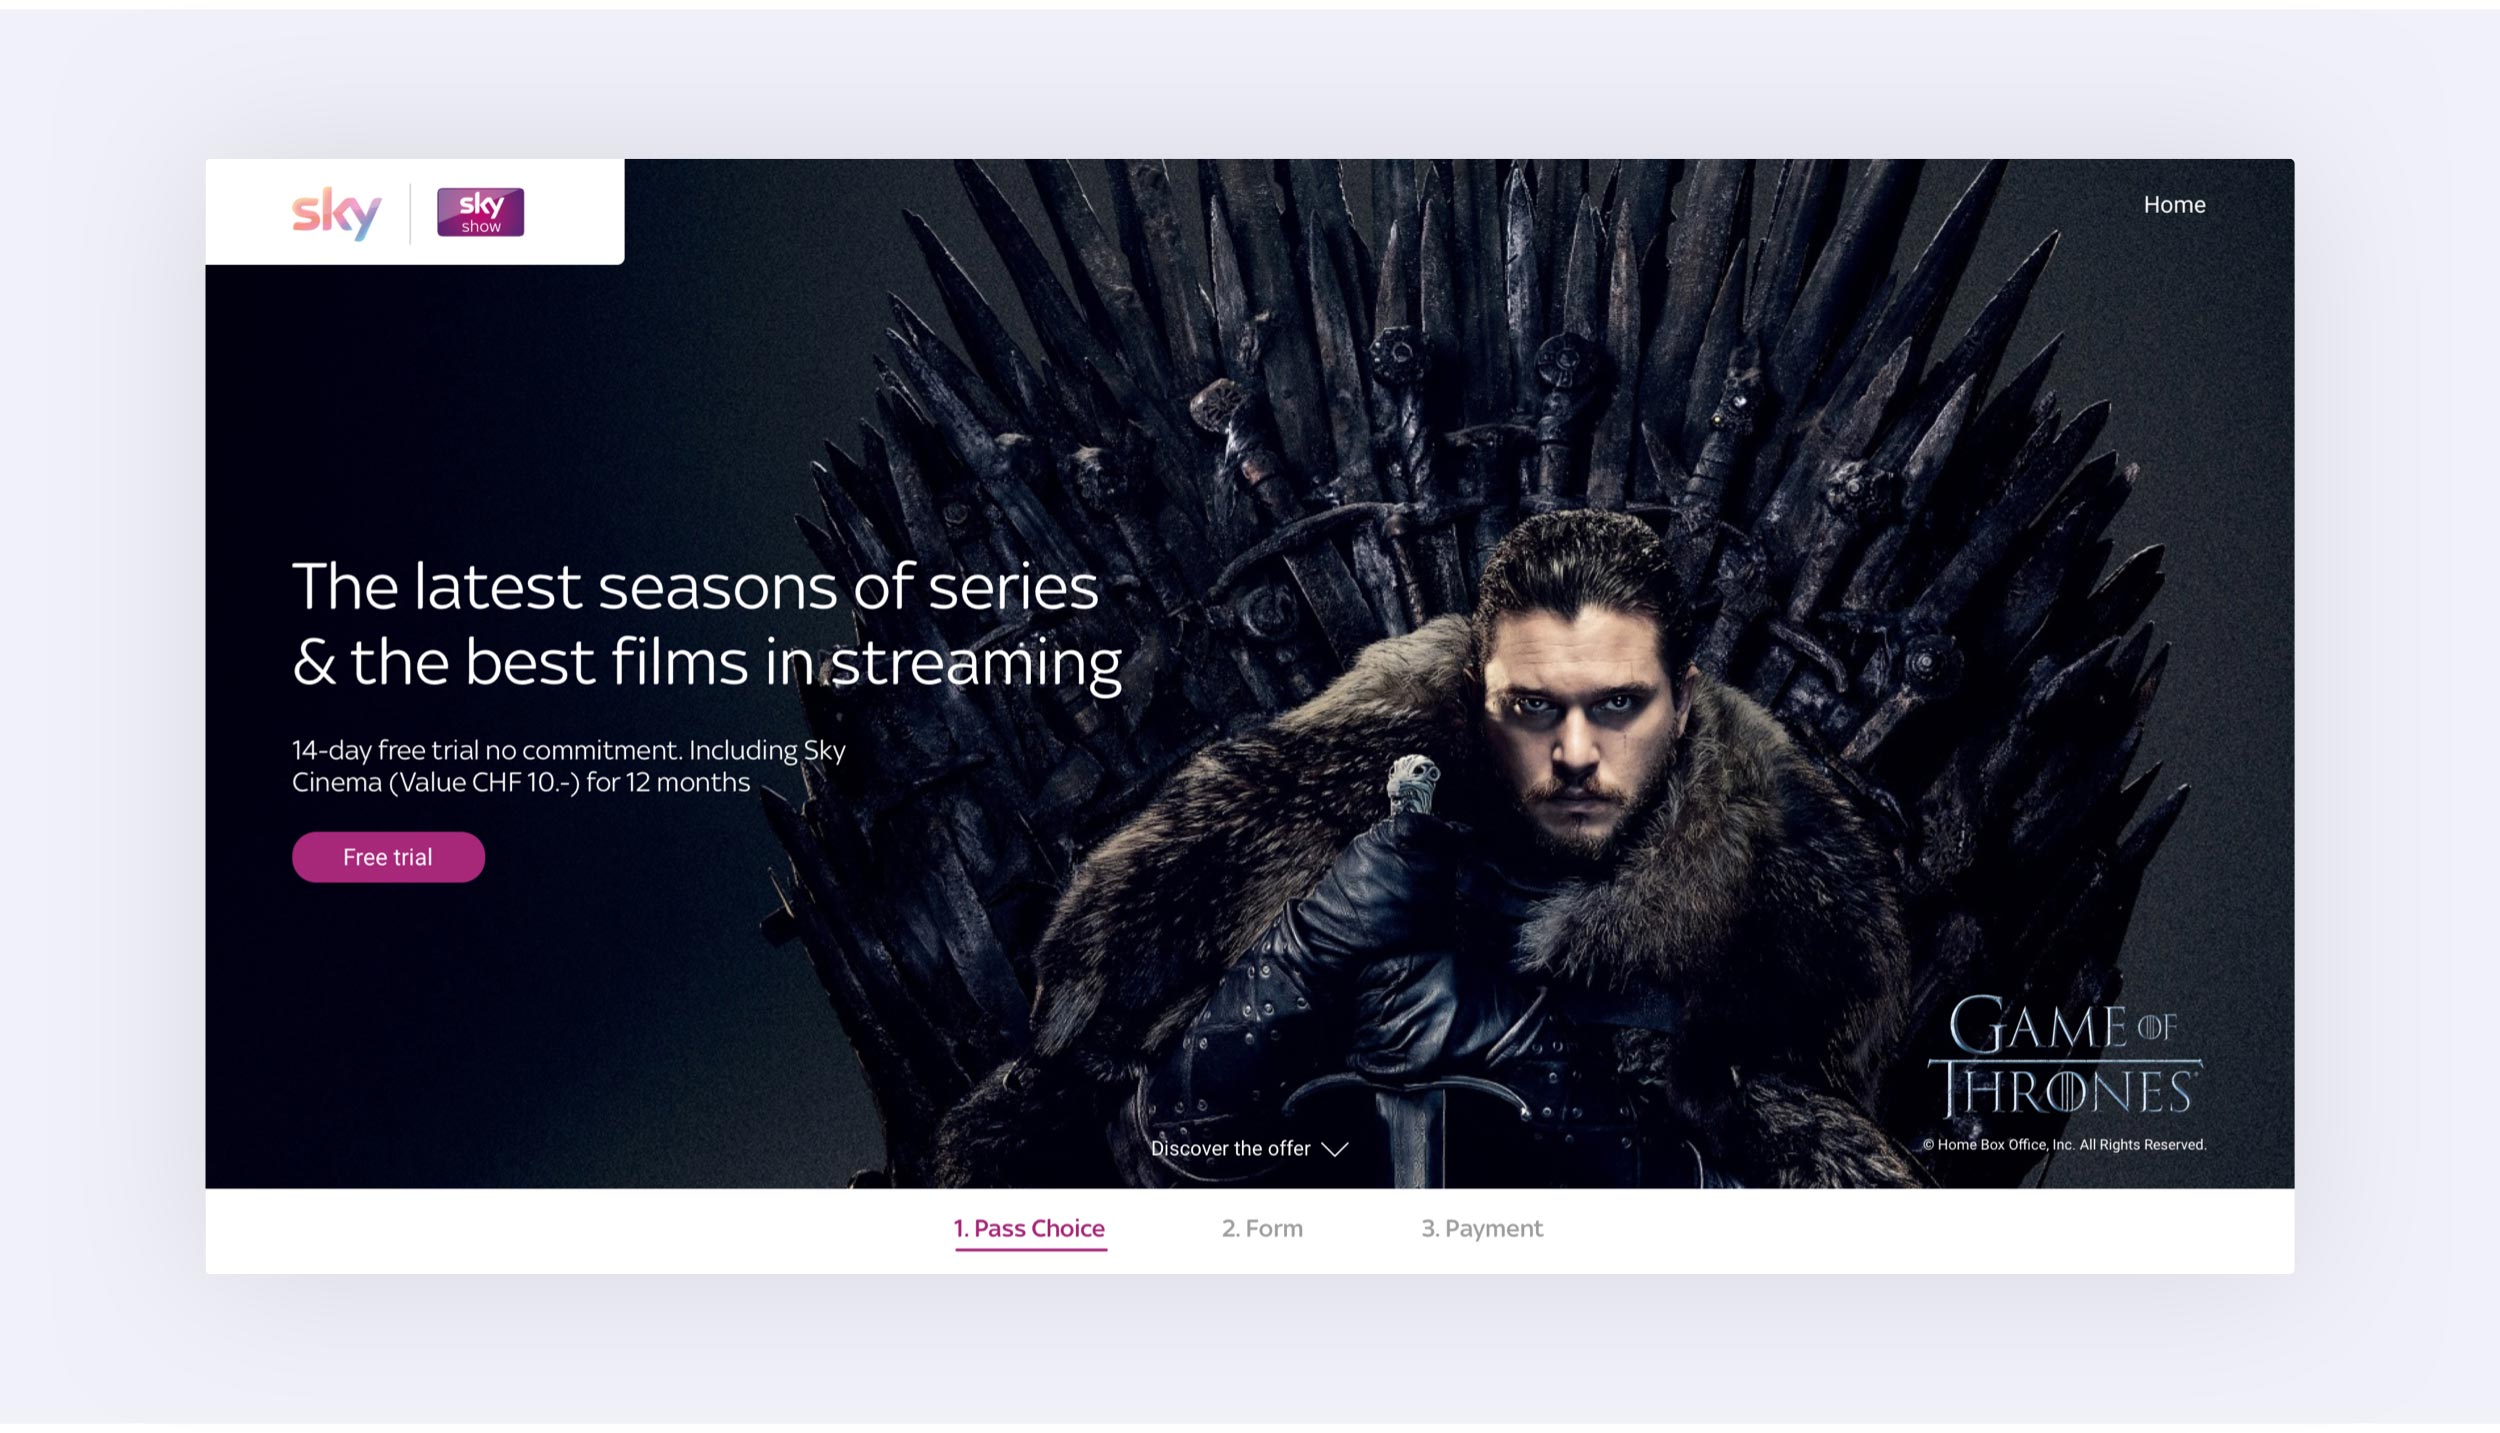 sky
sky
show
Home
The latest seasons of series
& the best films in streaming
14-day free trial no commitment. Including Sky
Cinema (Value CHF 10.-) for 12 months
Free trial
GAME OF
THRONES
Discover the offer
© Home Box Office, Inc. All Rights Reserved.
1. Pass Choice
2. Form
3. Payment